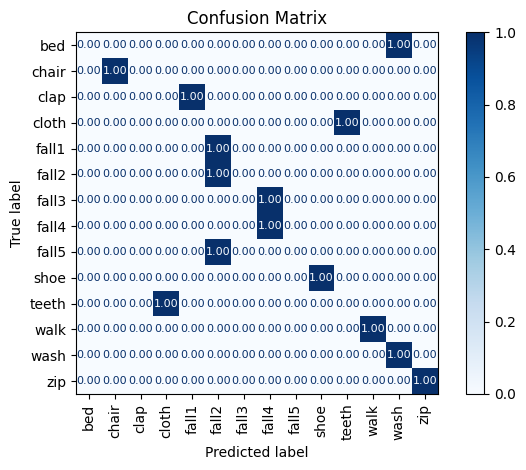 Confusion Matrix
bed 0.00 0.00 0.00 0.00 0.00 0.00 0.00 0.00 0.00 0.00 0.00 0.00 1.00 0.00
chair 0.00 1.00 0.00 0.00 0.00 0.00 0.00 0.00 0.00 0.00 0.00 0.00 0.00 0.00
clap 0.00 0.00 0.00 0.00 1.00 0.00 0.00 0.00 0.00 0.00 0.00 0.00 0.00 0.00
cloth 0.00 0.00 0.00 0.00 0.00 0.00 0.00 0.00 0.00 0.00 1.00 0.00 0.00 0.00
fall1 0.00 0.00 0.00 0.00 0.00 1.00 0.00 0.00 0.00 0.00 0.00 0.00 0.00 0.00
fall2 0.00 0.00 0.00 0.00 0.00 1.00 0.00 0.00 0.00 0.00 0.00 0.00 0.00 0.00
fall3 0.00 0.00 0.00 0.00 0.00 0.00 0.00 1.00 0.00 0.00 0.00 0.00 0.00 0.00
fall4 0.00 0.00 0.00 0.00 0.00 0.00 0.00 1.00 0.00 0.00 0.00 0.00 0.00 0.00
fall5 0.00 0.00 0.00 0.00 0.00 1.00 0.00 0.00 0.00 0.00 0.00 0.00 0.00 0.00
shoe 0.00 0.00 0.00 0.00 0.00 0.00 0.00 0.00 0.00 1.00 0.00 0.00 0.00 0.00
teeth 0.00 0.00 0.00 1.00 0.00 0.00 0.00 0.00 0.00 0.00 0.00 0.00 0.00 0.00
walk 0.00 0.00 0.00 0.00 0.00 0.00 0.00 0.00 0.00 0.00 0.00 1.00 0.00 0.00
wash 0.00 0.00 0.00 0.00 0.00 0.00 0.00 0.00 0.00 0.00 0.00 0.00 1.00 0.00
zip 0.00 0.00 0.00 0.00 0.00 0.00 0.00 0.00 0.00 0.00 0.00 0.00 0.00 1.00
True label
bed chair clap cloth fall1 fall2 fall3 fall4 fall5 shoe teeth walk wash zip
Predicted label
1.0
0.8
0.6
0.4
0.2
0.0